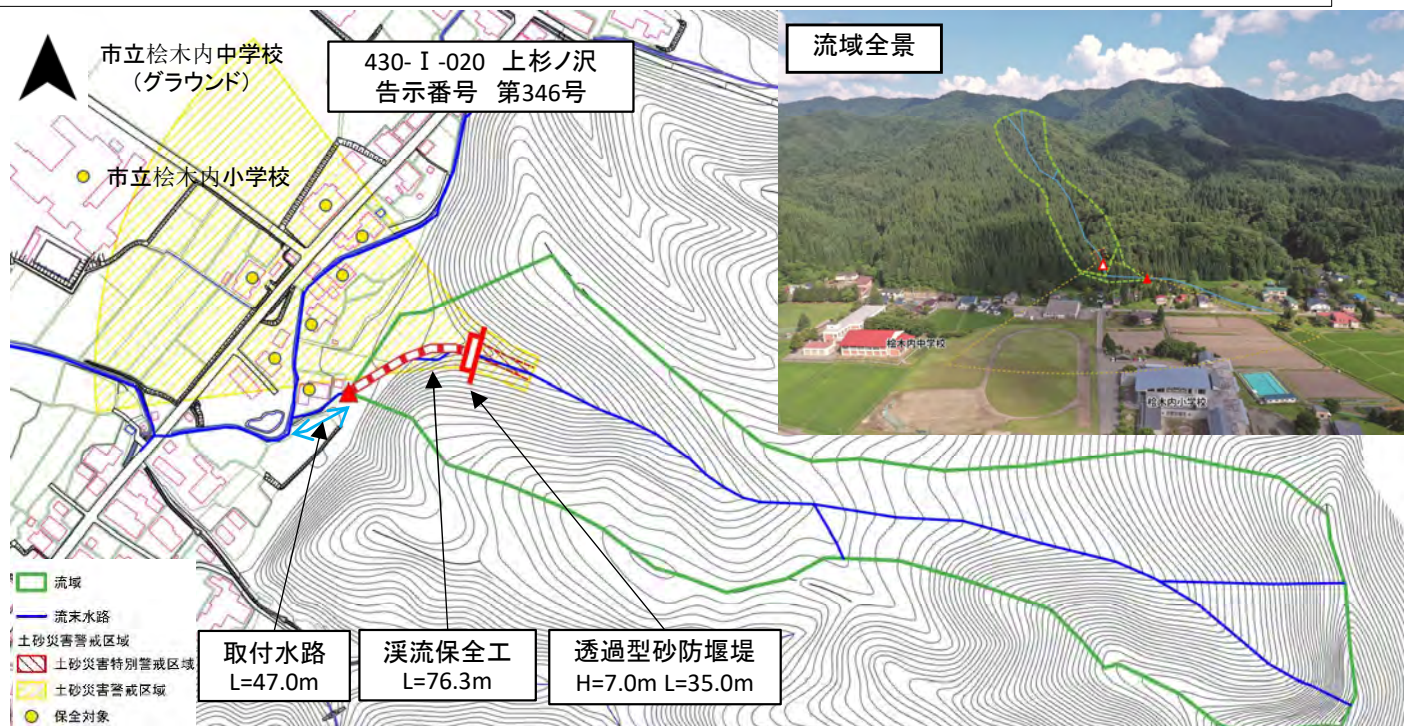 市立桧木内中学校
(グラウンド)
430-Ⅰ-020 上杉ノ沢
告示番号 第346号
流域全景
市立桧木内小学校
桧木内中学校
桧木内小学校
流域
流末水路
土砂災害警戒区域
土砂災害特別警戒区域
土砂災害警戒区域
保全対象
取付水路
L=47.0m
渓流保全工
L=76.3m
透過型砂防堰堤
H=7.0m L=35.0m